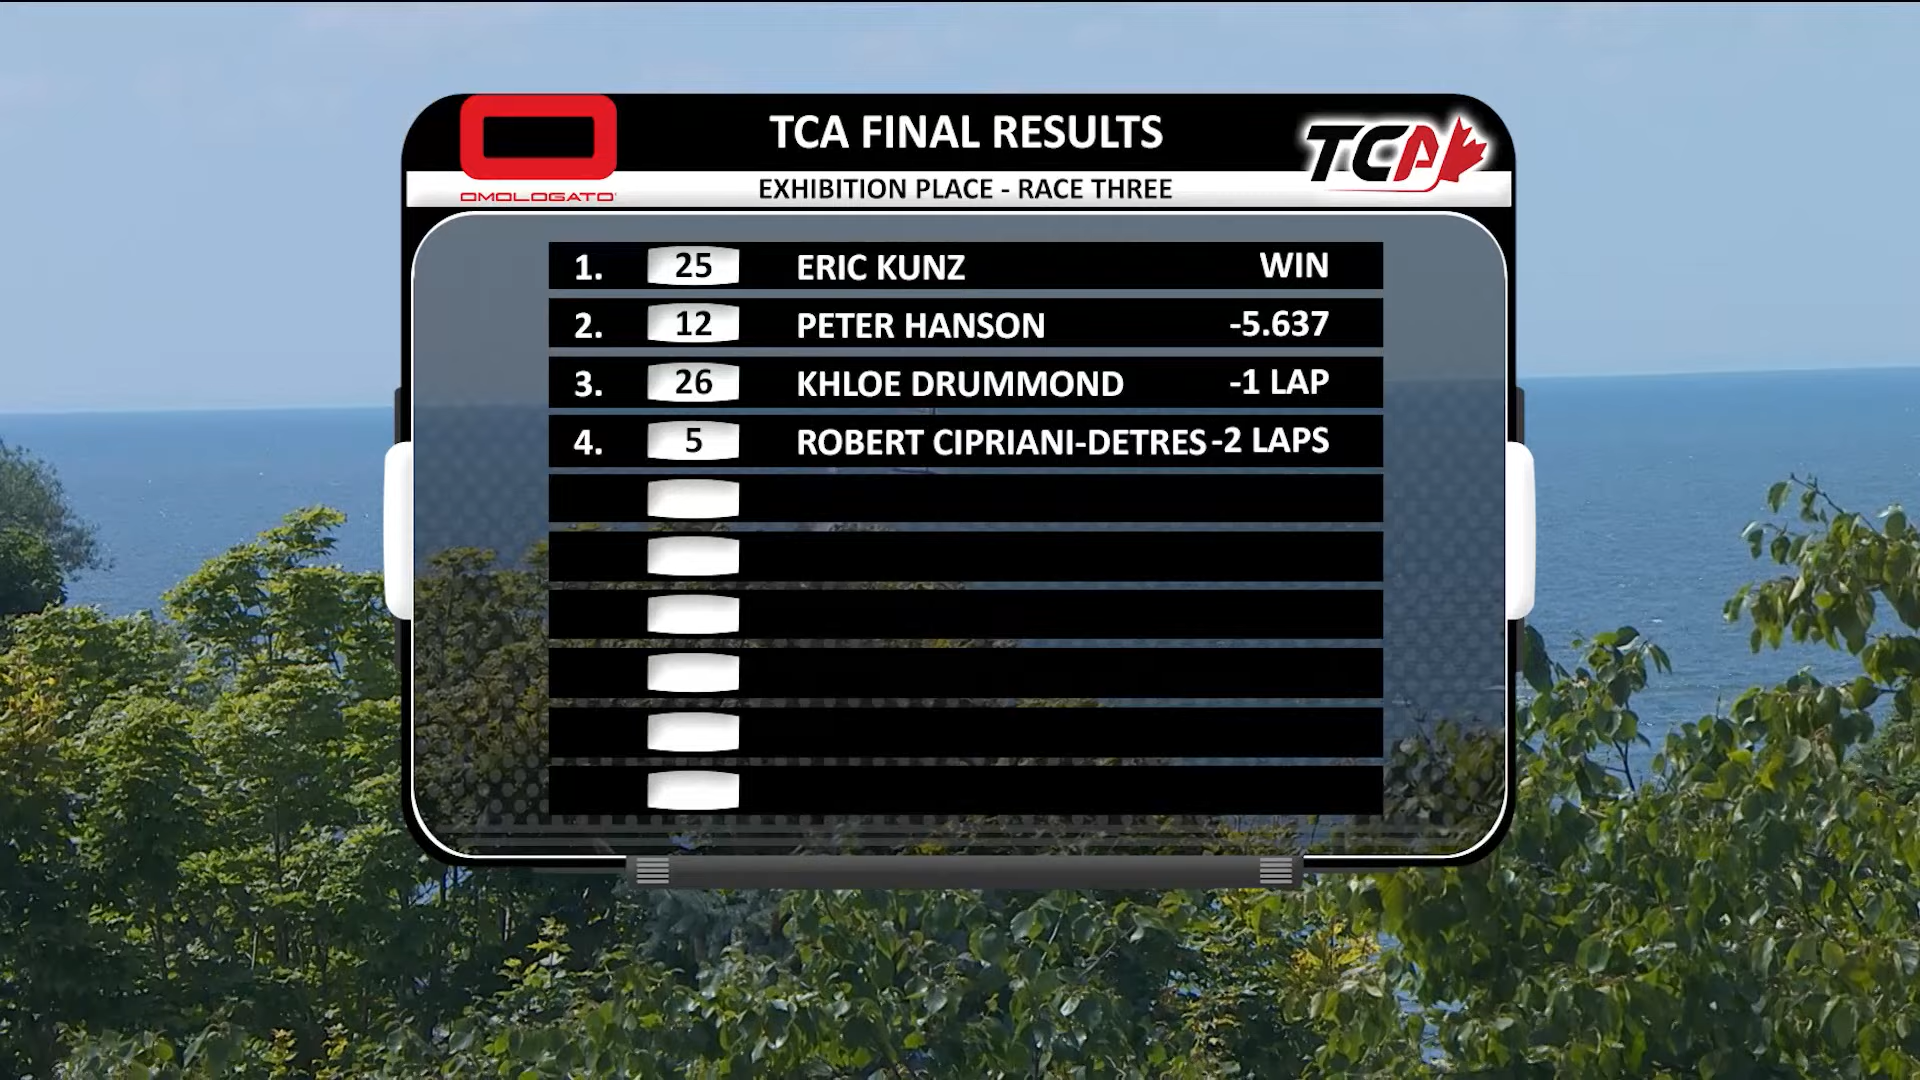 TCA FINAL RESULTS
TCA
OMOLOGATO
EXHIBITION PLACE - RACE THREE
1. 25 ERIC KUNZ WIN
2. 12 PETER HANSON -5.637
3. 26 KHLOE DRUMMOND -1 LAP
4. 5 ROBERT CIPRIANI-DETRES -2 LAPS